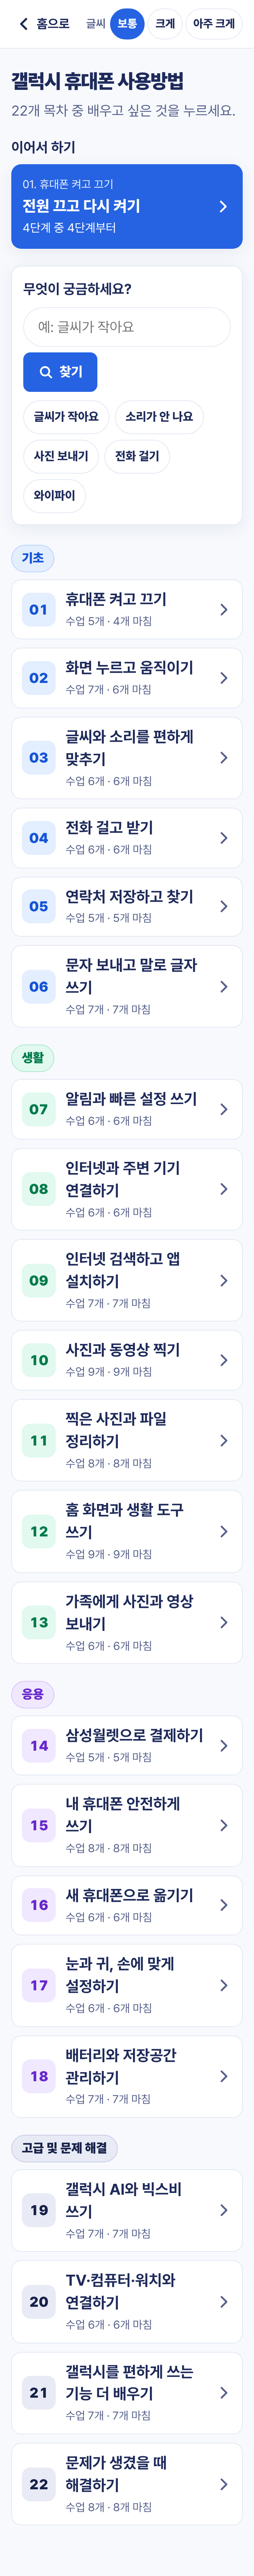 홈으로
글씨 보통 크게 아주 크게
갤럭시 휴대폰 사용방법
22개 목차 중 배우고 싶은 것을 누르세요.
이어서 하기
01. 휴대폰 켜고 끄기
전원 끄고 다시 켜기
4단계 중 4단계부터
무엇이 궁금하세요?
예: 글씨가 작아요
찾기
글씨가 작아요 소리가 안 나요
사진 보내기 전화 걸기
와이파이
기초
01 휴대폰 켜고 끄기
수업 5개 · 4개 마침
02 화면 누르고 움직이기
수업 7개 · 6개 마침
03 글씨와 소리를 편하게
맞추기
수업 6개 · 6개 마침
04 전화 걸고 받기
수업 6개 · 6개 마침
05 연락처 저장하고 찾기
수업 5개 · 5개 마침
06 문자 보내고 말로 글자
쓰기
수업 7개 · 7개 마침
생활
07 알림과 빠른 설정 쓰기
수업 6개 · 6개 마침
08 인터넷과 주변 기기
연결하기
수업 6개 · 6개 마침
09 인터넷 검색하고 앱
설치하기
수업 7개 · 7개 마침
10 사진과 동영상 찍기
수업 9개 · 9개 마침
11 찍은 사진과 파일
정리하기
수업 8개 · 8개 마침
12 홈 화면과 생활 도구
쓰기
수업 9개 · 9개 마침
13 가족에게 사진과 영상
보내기
수업 6개 · 6개 마침
응용
14 삼성월렛으로 결제하기
수업 5개 · 5개 마침
15 내 휴대폰 안전하게
쓰기
수업 8개 · 8개 마침
16 새 휴대폰으로 옮기기
수업 6개 · 6개 마침
17 눈과 귀, 손에 맞게
설정하기
수업 6개 · 6개 마침
18 배터리와 저장공간
관리하기
수업 7개 · 7개 마침
고급 및 문제 해결
19 갤럭시 AI와 빅스비
쓰기
수업 7개 · 7개 마침
20 TV·컴퓨터·워치와
연결하기
수업 6개 · 6개 마침
21 갤럭시를 편하게 쓰는
기능 더 배우기
수업 7개 · 7개 마침
22 문제가 생겼을 때
해결하기
수업 8개 · 8개 마침